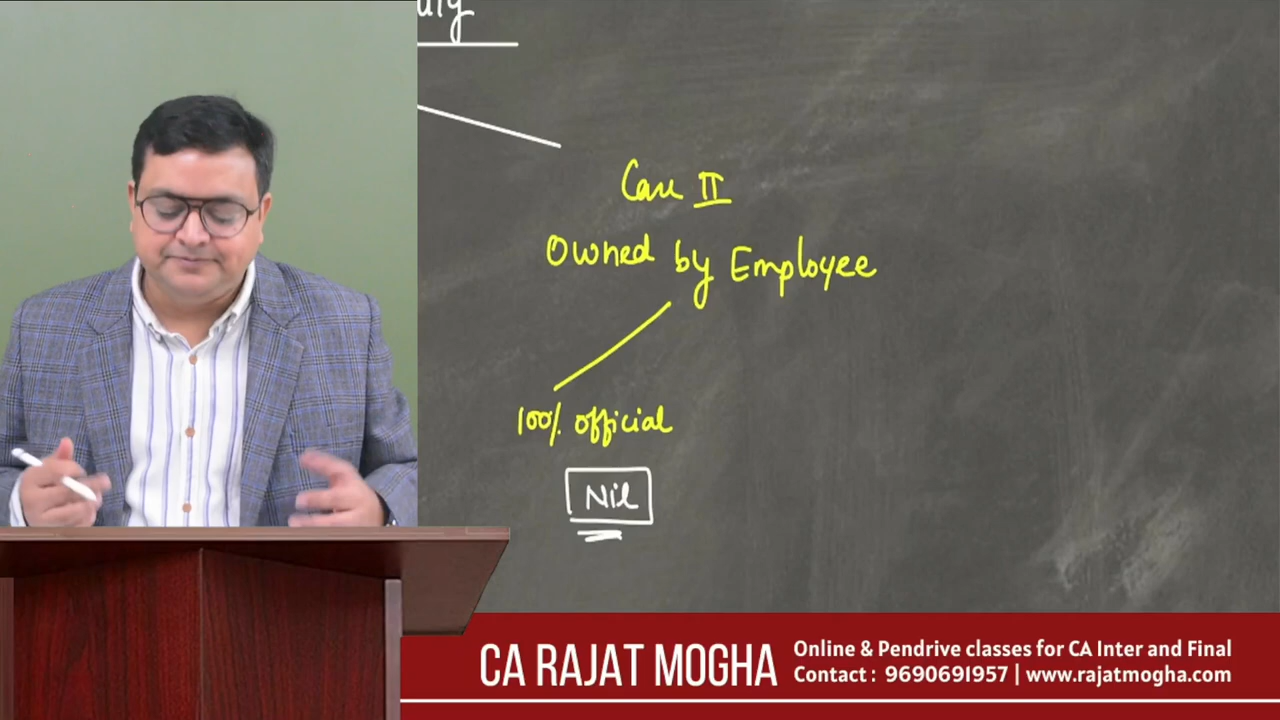 Case II
Owned by Employee
100% official
Nil
CA RAJAT MOGHA
Online & Pendrive classes for CA Inter and Final
Contact : 9690691957 | www.rajatmogha.com